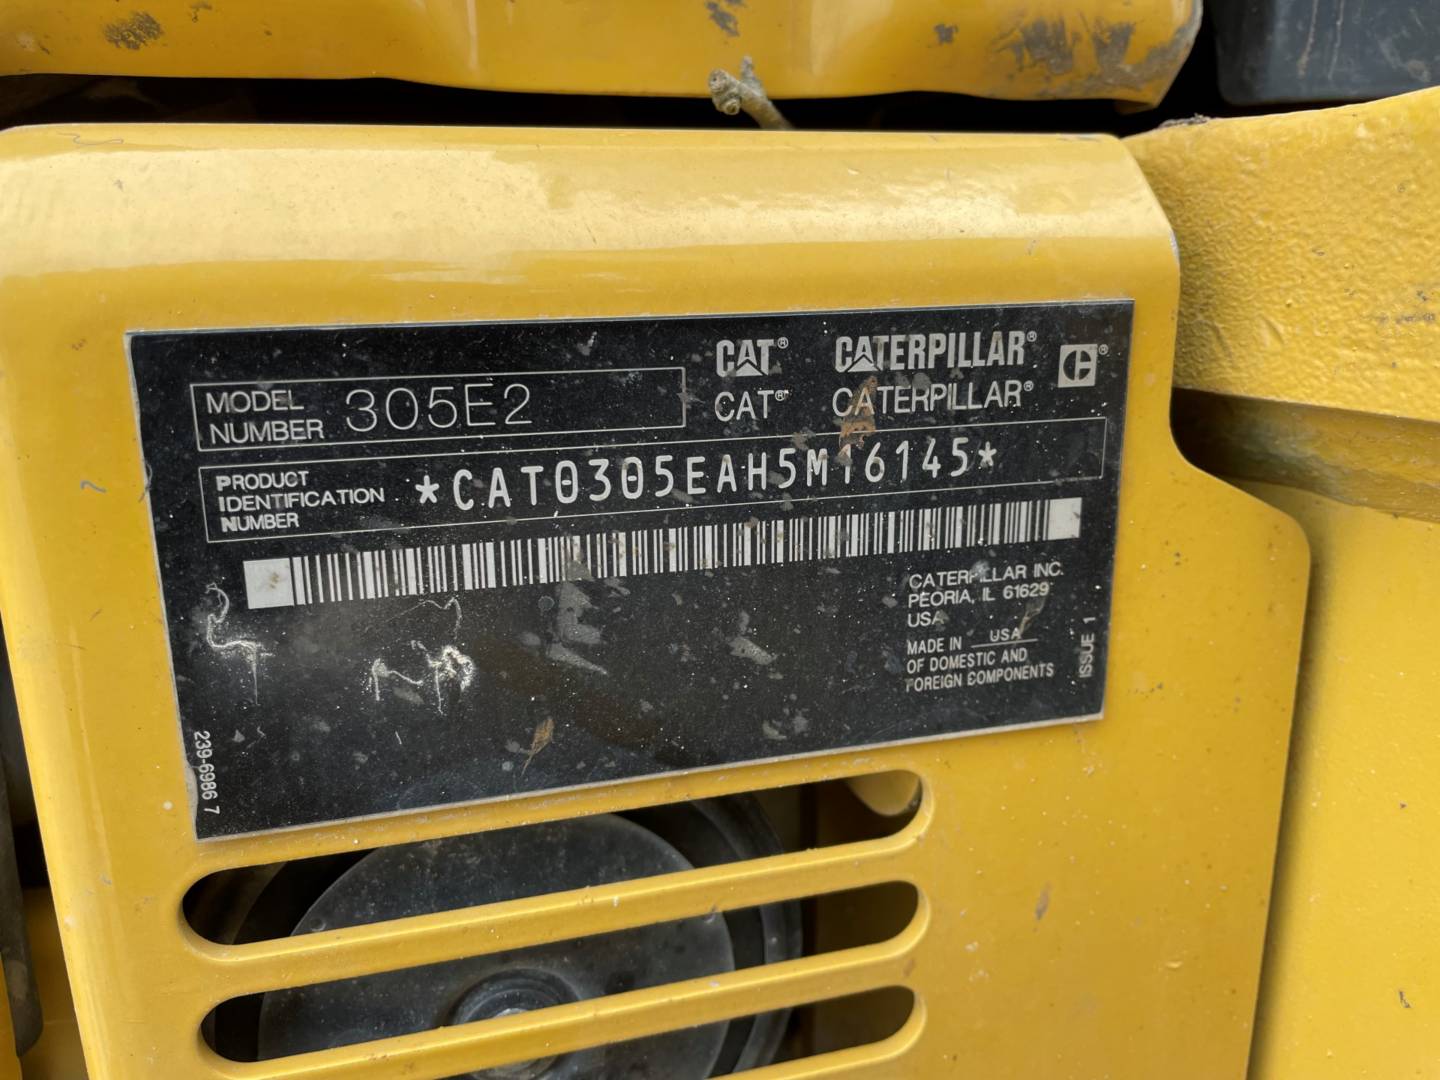 CAT® CATERPILLAR®
CAT® CATERPILLAR®
MODEL NUMBER 305E2
PRODUCT IDENTIFICATION NUMBER *CAT0305EAH5M16145*
CATERPILLAR INC.
PEORIA, IL 61629
USA
MADE IN USA
OF DOMESTIC AND
FOREIGN COMPONENTS
ISSUE 1
239-6986 7